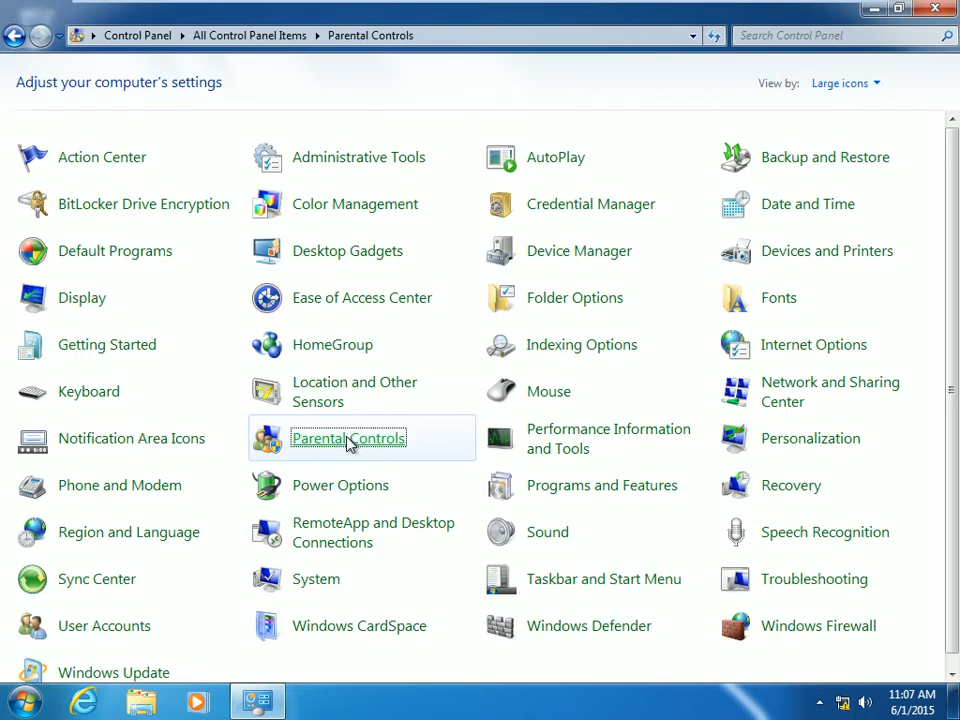 Control Panel All Control Panel Items Parental Controls Search Control Panel
Adjust your computer's settings View by: Large icons
Action Center Administrative Tools AutoPlay Backup and Restore
BitLocker Drive Encryption Color Management Credential Manager Date and Time
Default Programs Desktop Gadgets Device Manager Devices and Printers
Display Ease of Access Center Folder Options Fonts
Getting Started HomeGroup Indexing Options Internet Options
Keyboard Location and Other Sensors Mouse Network and Sharing Center
Notification Area Icons Parental Controls Performance Information and Tools Personalization
Phone and Modem Power Options Programs and Features Recovery
Region and Language RemoteApp and Desktop Connections Sound Speech Recognition
Sync Center System Taskbar and Start Menu Troubleshooting
User Accounts Windows CardSpace Windows Defender Windows Firewall
Windows Update
11:07 AM
6/1/2015